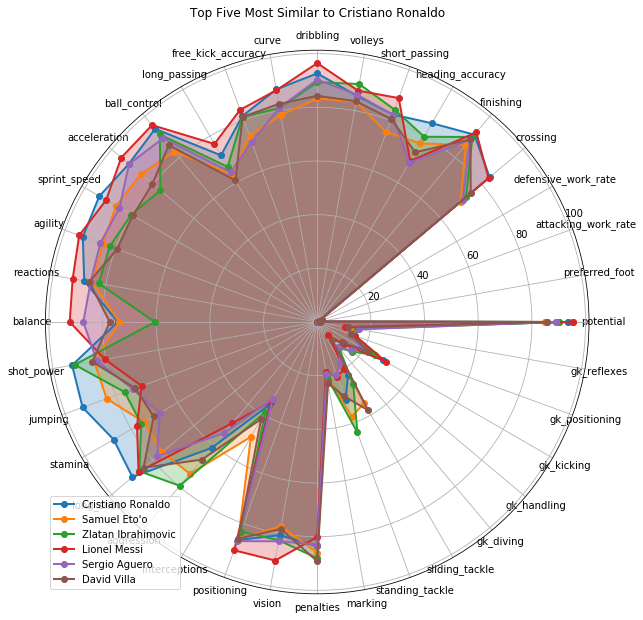 Top Five Most Similar to Cristiano Ronaldo
dribbling
curve
volleys
free_kick_accuracy
short_passing
long_passing
heading_accuracy
ball_control
finishing
acceleration
crossing
sprint_speed
defensive_work_rate
agility
attacking_work_rate
reactions
preferred_foot
balance
potential
shot_power
gk_reflexes
jumping
gk_positioning
stamina
gk_kicking
gk_handling
gk_diving
interceptions
sliding_tackle
positioning
standing_tackle
vision
marking
penalties
20
40
60
80
100
Cristiano Ronaldo
Samuel Eto'o
Zlatan Ibrahimovic
Lionel Messi
Sergio Aguero
David Villa